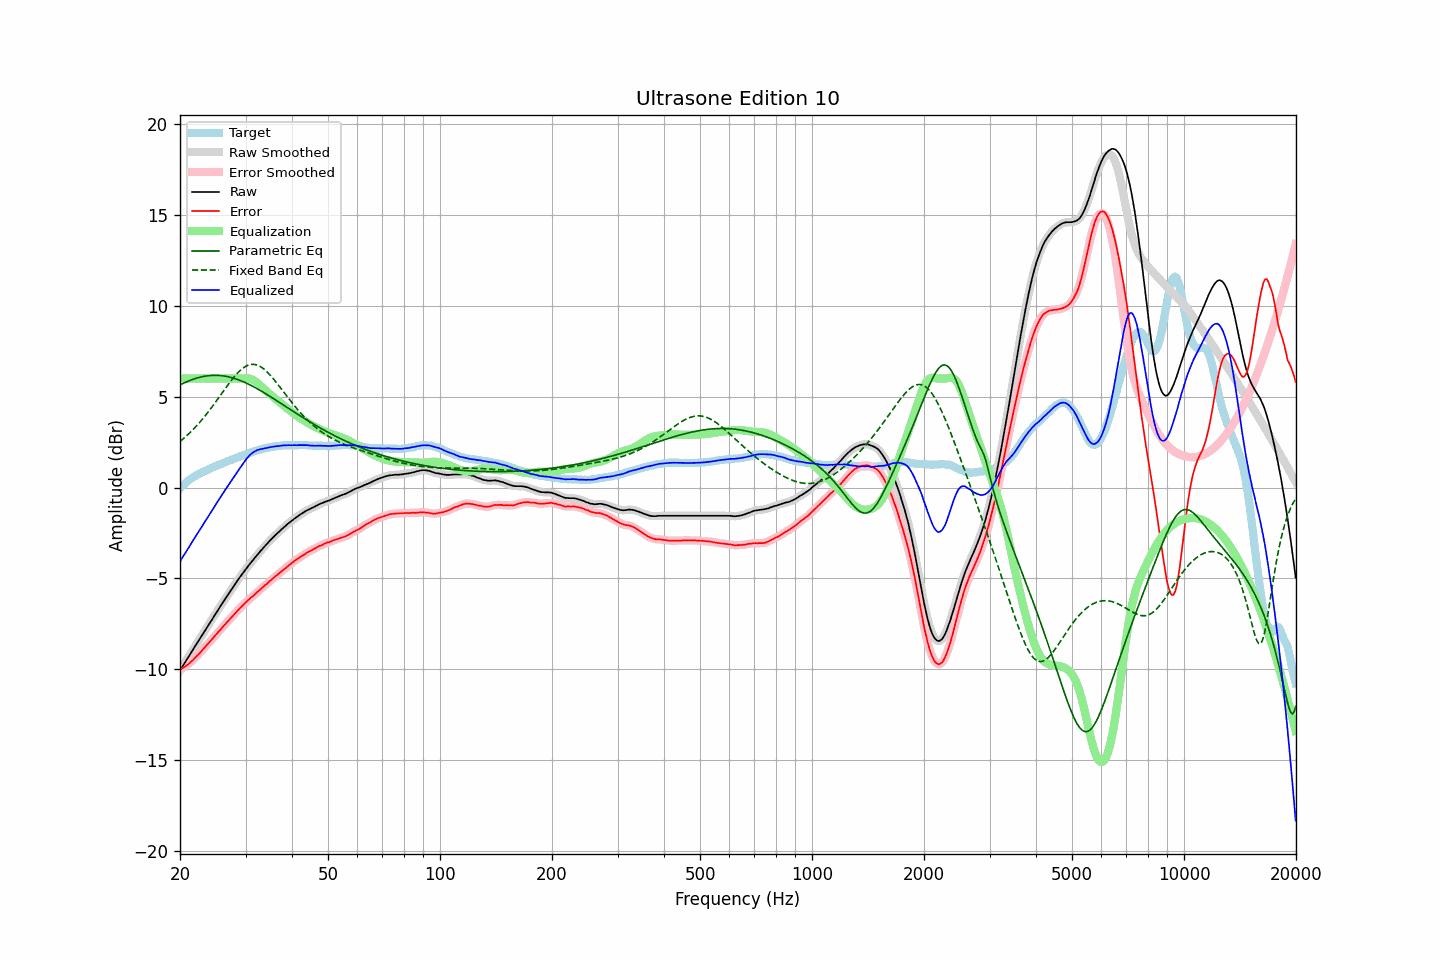 Ultrasone Edition 10
Target
Raw Smoothed
Error Smoothed
Raw
Error
Equalization
Parametric Eq
Fixed Band Eq
Equalized
Amplitude (dBr)
20
15
10
5
0
−5
−10
−15
−20
20 50 100 200 500 1000 2000 5000 10000 20000
Frequency (Hz)